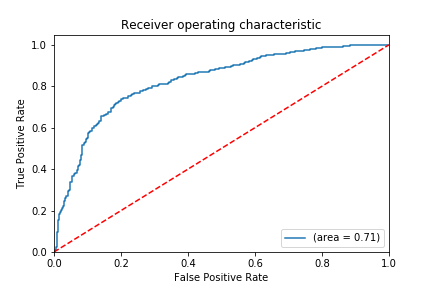 Receiver operating characteristic
True Positive Rate
1.0
0.8
0.6
0.4
0.2
0.0
(area = 0.71)
0.0 0.2 0.4 0.6 0.8 1.0
False Positive Rate